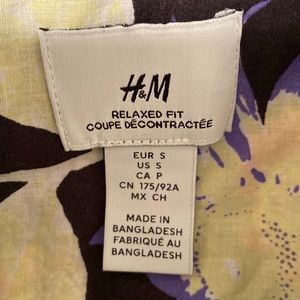 H&M
RELAXED FIT
COUPE DÉCONTRACTÉE
EUR S
US S
CA P
CN 175/92A
MX CH
MADE IN
BANGLADESH
FABRIQUÉ AU
BANGLADESH